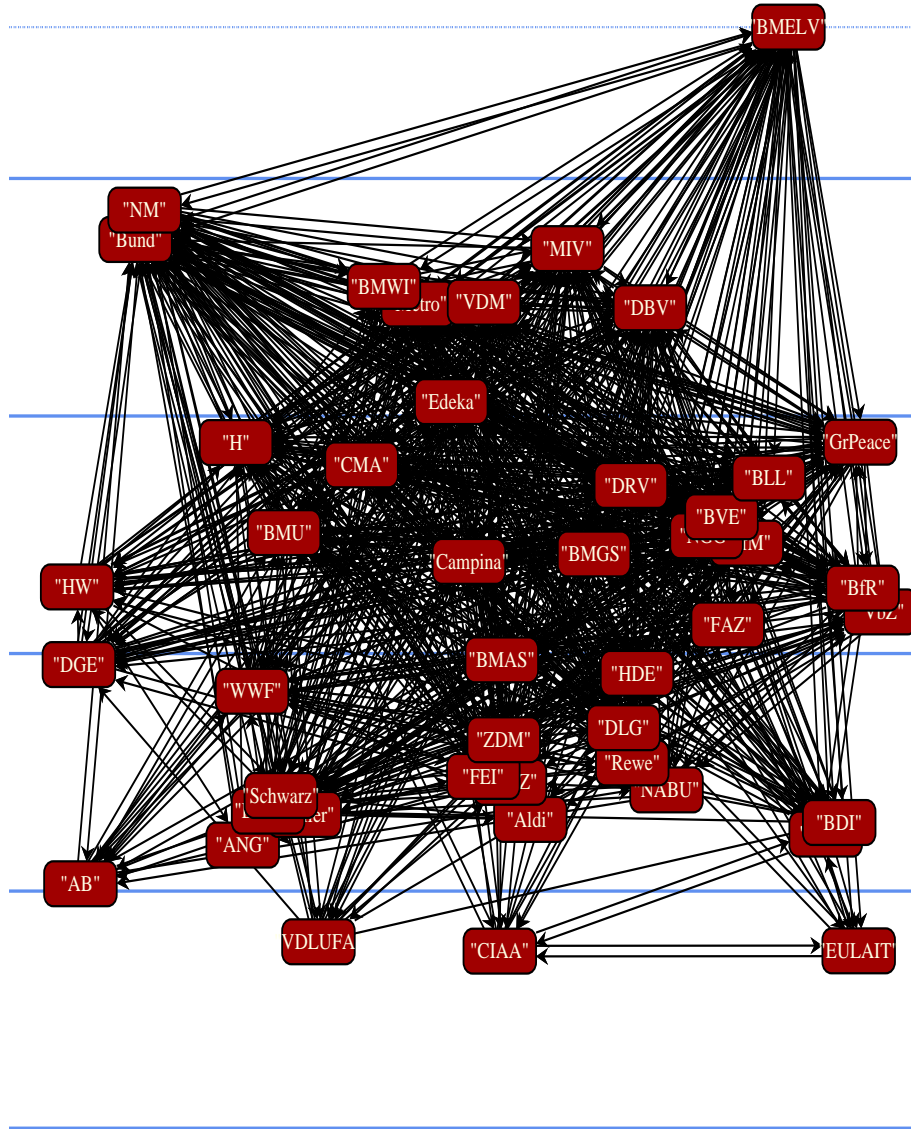 "BMELV"
"NM"
"Bund"
"MIV"
"BMWI"
"VDM"
"DBV"
"Edeka"
"H"
"GrPeace"
"CMA"
"DRV"
"BLL"
"BVE"
"BMU"
"BMGS"
"Campina"
"HW"
"BfR"
"FAZ"
"DGE"
"BMAS"
"HDE"
"WWF"
"DLG"
"ZDM"
"Rewe"
"FEI"
NABU"
"Schwarz"
"Aldi"
"BDI"
"ANG"
"AB"
VDLUFA
"CIAA"
"EULAIT"